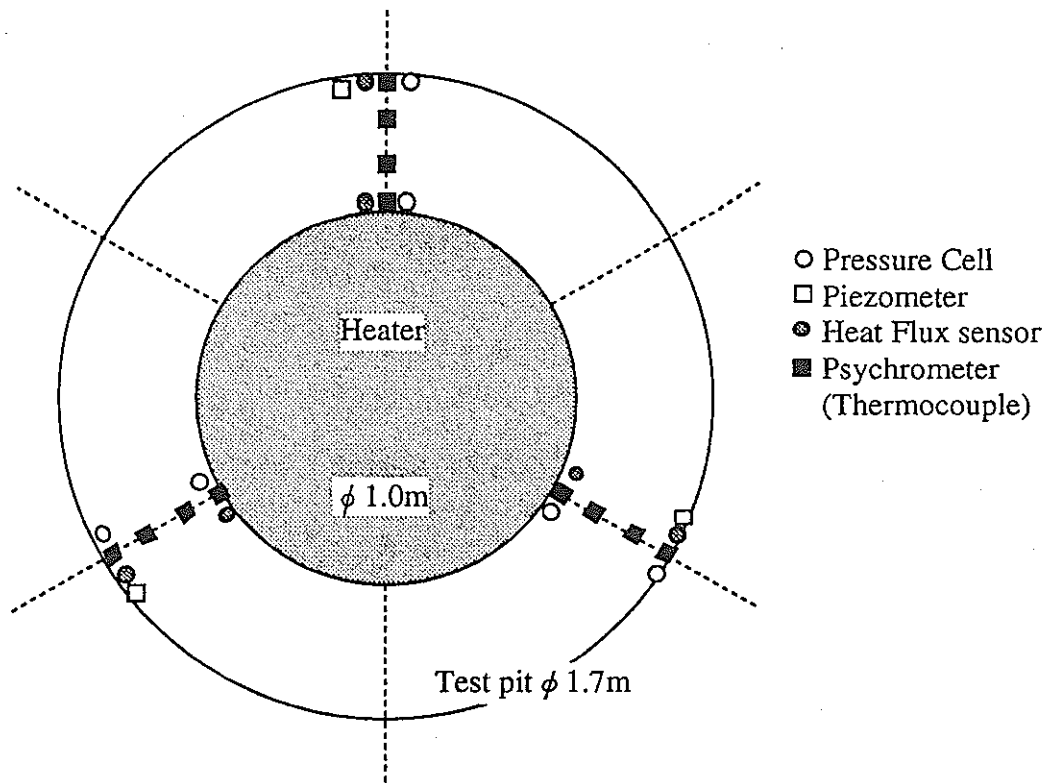 Heater
φ 1.0m
Test pit φ 1.7m
Pressure Cell
Piezometer
Heat Flux sensor
Psychrometer
(Thermocouple)